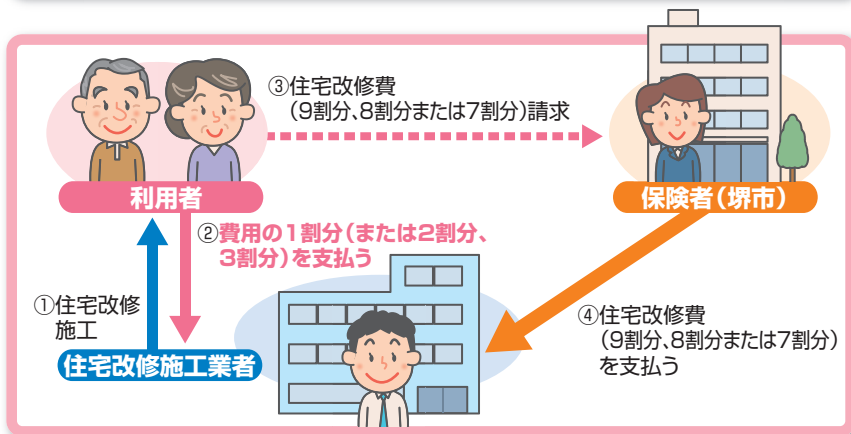 ③住宅改修費
(9割分、8割分または7割分)請求
利用者
保険者(堺市)
②費用の1割分(または2割分、
3割分)を支払う
①住宅改修
施工
住宅改修施工業者
④住宅改修費
(9割分、8割分または7割分)
を支払う